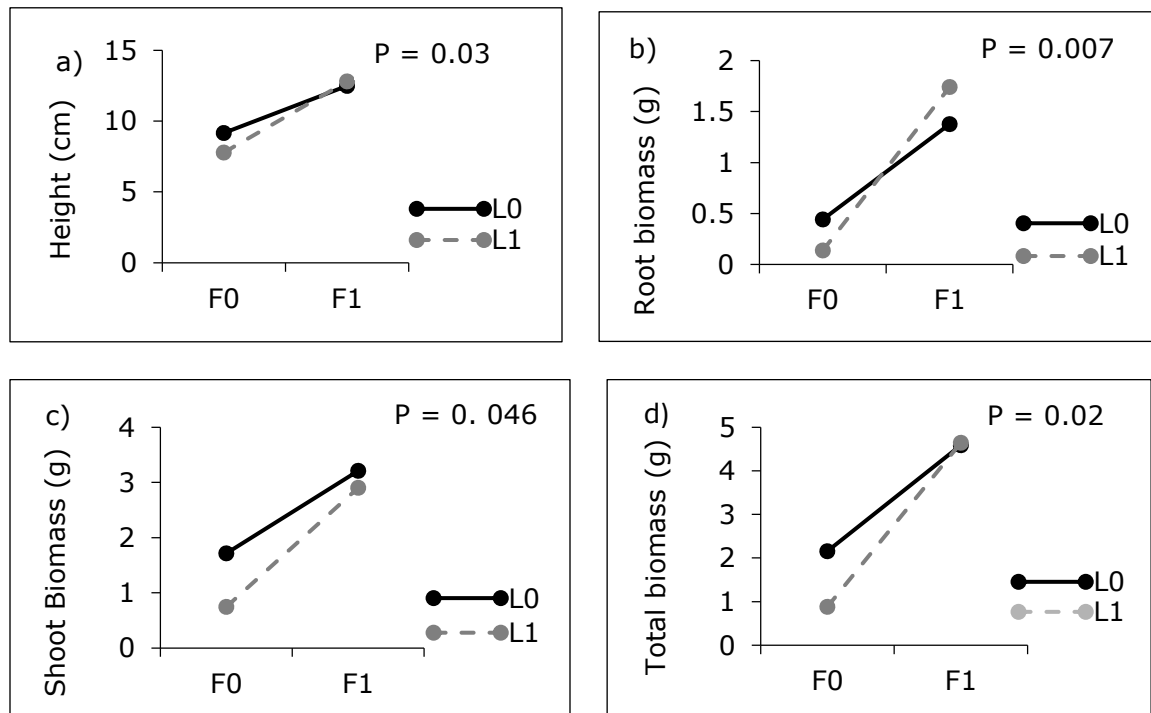 a)
P = 0.03
Height (cm)
15
10
5
0
F0
F1
L0
L1
b)
P = 0.007
Root biomass (g)
2
1.5
1
0.5
0
F0
F1
L0
L1
c)
P = 0. 046
Shoot Biomass (g)
4
3
2
1
0
F0
F1
L0
L1
d)
P = 0.02
Total biomass (g)
5
4
3
2
1
0
F0
F1
L0
L1